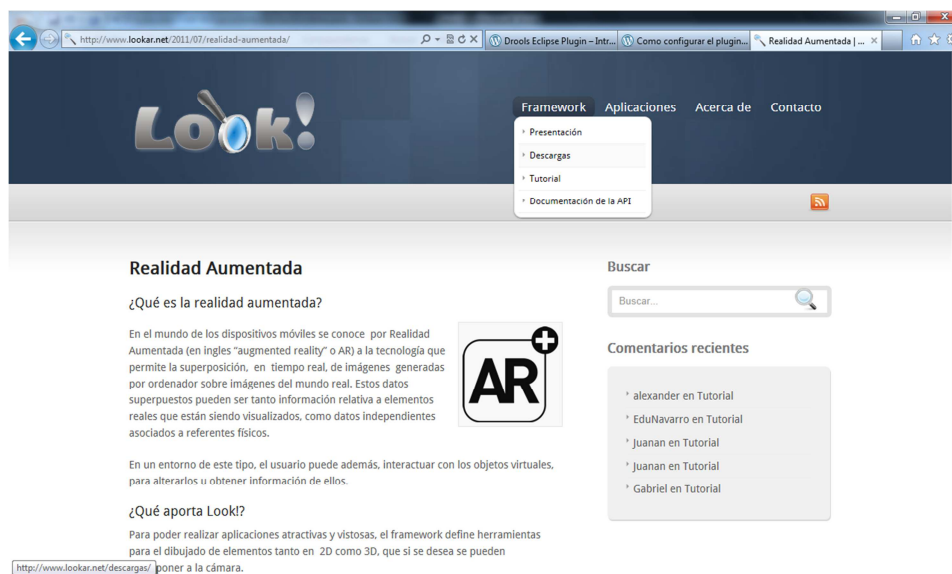 http://www.lookar.net/2011/07/realidad-aumentada/
Drools Eclipse Plugin – Intr...
Como configurar el plugin...
Realidad Aumentada | ...
Look!
Framework
Aplicaciones
Acerca de
Contacto
Presentación
Descargas
Tutorial
Documentación de la API
Realidad Aumentada
¿Qué es la realidad aumentada?
En el mundo de los dispositivos móviles se conoce por Realidad
Aumentada (en ingles “augmented reality” o AR) a la tecnología que
permite la superposición, en tiempo real, de imágenes generadas
por ordenador sobre imágenes del mundo real. Estos datos
superpuestos pueden ser tanto información relativa a elementos
reales que están siendo visualizados, como datos independientes
asociados a referentes físicos.
AR+
En un entorno de este tipo, el usuario puede además, interactuar con los objetos virtuales,
para alterarlos u obtener información de ellos.
¿Qué aporta Look!?
Para poder realizar aplicaciones atractivas y vistosas, el framework define herramientas
para el dibujado de elementos tanto en 2D como 3D, que si se desea se pueden
poner a la cámara.
http://www.lookar.net/descargas/
Buscar
Buscar...
Comentarios recientes
alexander en Tutorial
EduNavarro en Tutorial
Juanan en Tutorial
Juanan en Tutorial
Gabriel en Tutorial